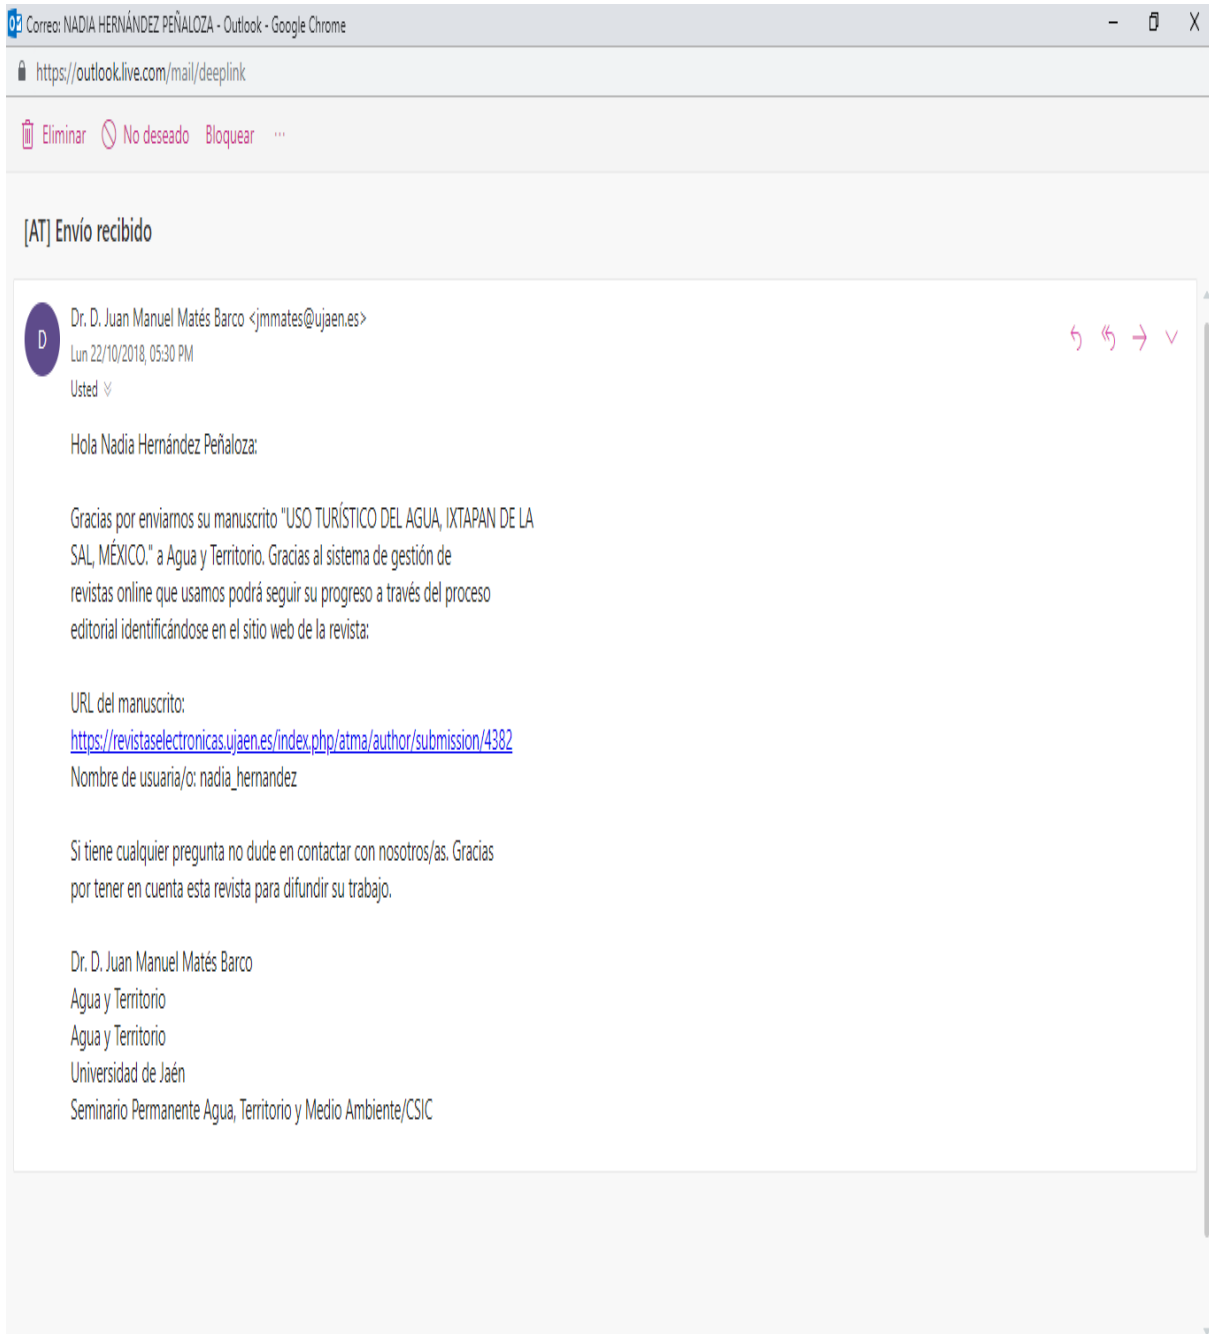 Correo: NADIA HERNÁNDEZ PEÑALOZA - Outlook - Google Chrome
https://outlook.live.com/mail/deeplink
Eliminar No deseado Bloquear ...
[AT] Envío recibido
D
Dr. D. Juan Manuel Matés Barco <jmmates@ujaen.es>
Lun 22/10/2018, 05:30 PM
Usted
Hola Nadia Hernández Peñaloza:
Gracias por enviarnos su manuscrito "USO TURÍSTICO DEL AGUA, IXTAPAN DE LA
SAL, MÉXICO." a Agua y Territorio. Gracias al sistema de gestión de
revistas online que usamos podrá seguir su progreso a través del proceso
editorial identificándose en el sitio web de la revista:
URL del manuscrito:
https://revistaselectronicas.ujaen.es/index.php/atma/author/submission/4382
Nombre de usuaria/o: nadia_hernandez
Si tiene cualquier pregunta no dude en contactar con nosotros/as. Gracias
por tener en cuenta esta revista para difundir su trabajo.
Dr. D. Juan Manuel Matés Barco
Agua y Territorio
Agua y Territorio
Universidad de Jaén
Seminario Permanente Agua, Territorio y Medio Ambiente/CSIC